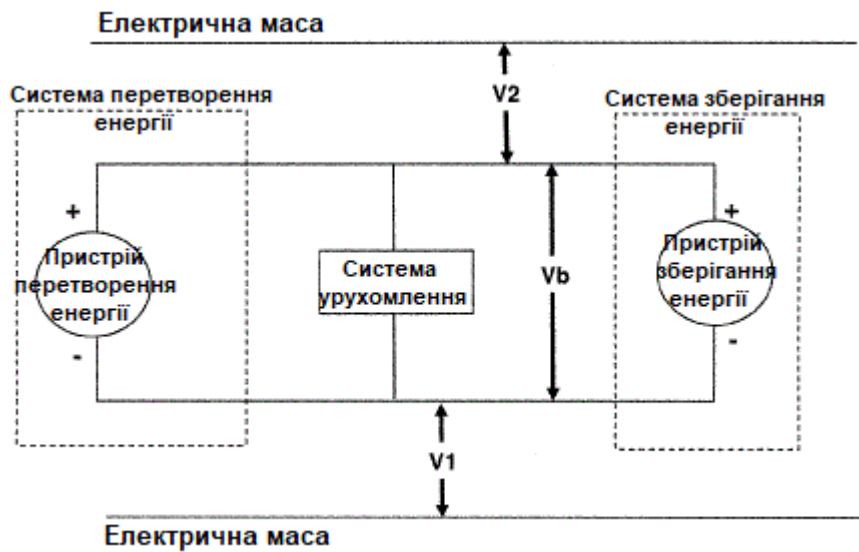 Електрична маса
V2
Система перетворення
енергії
Система зберігання
енергії
+
Пристрій
перетворення
енергії
-
Система
урухомлення
Vb
+
Пристрій
зберігання
енергії
-
V1
Електрична маса